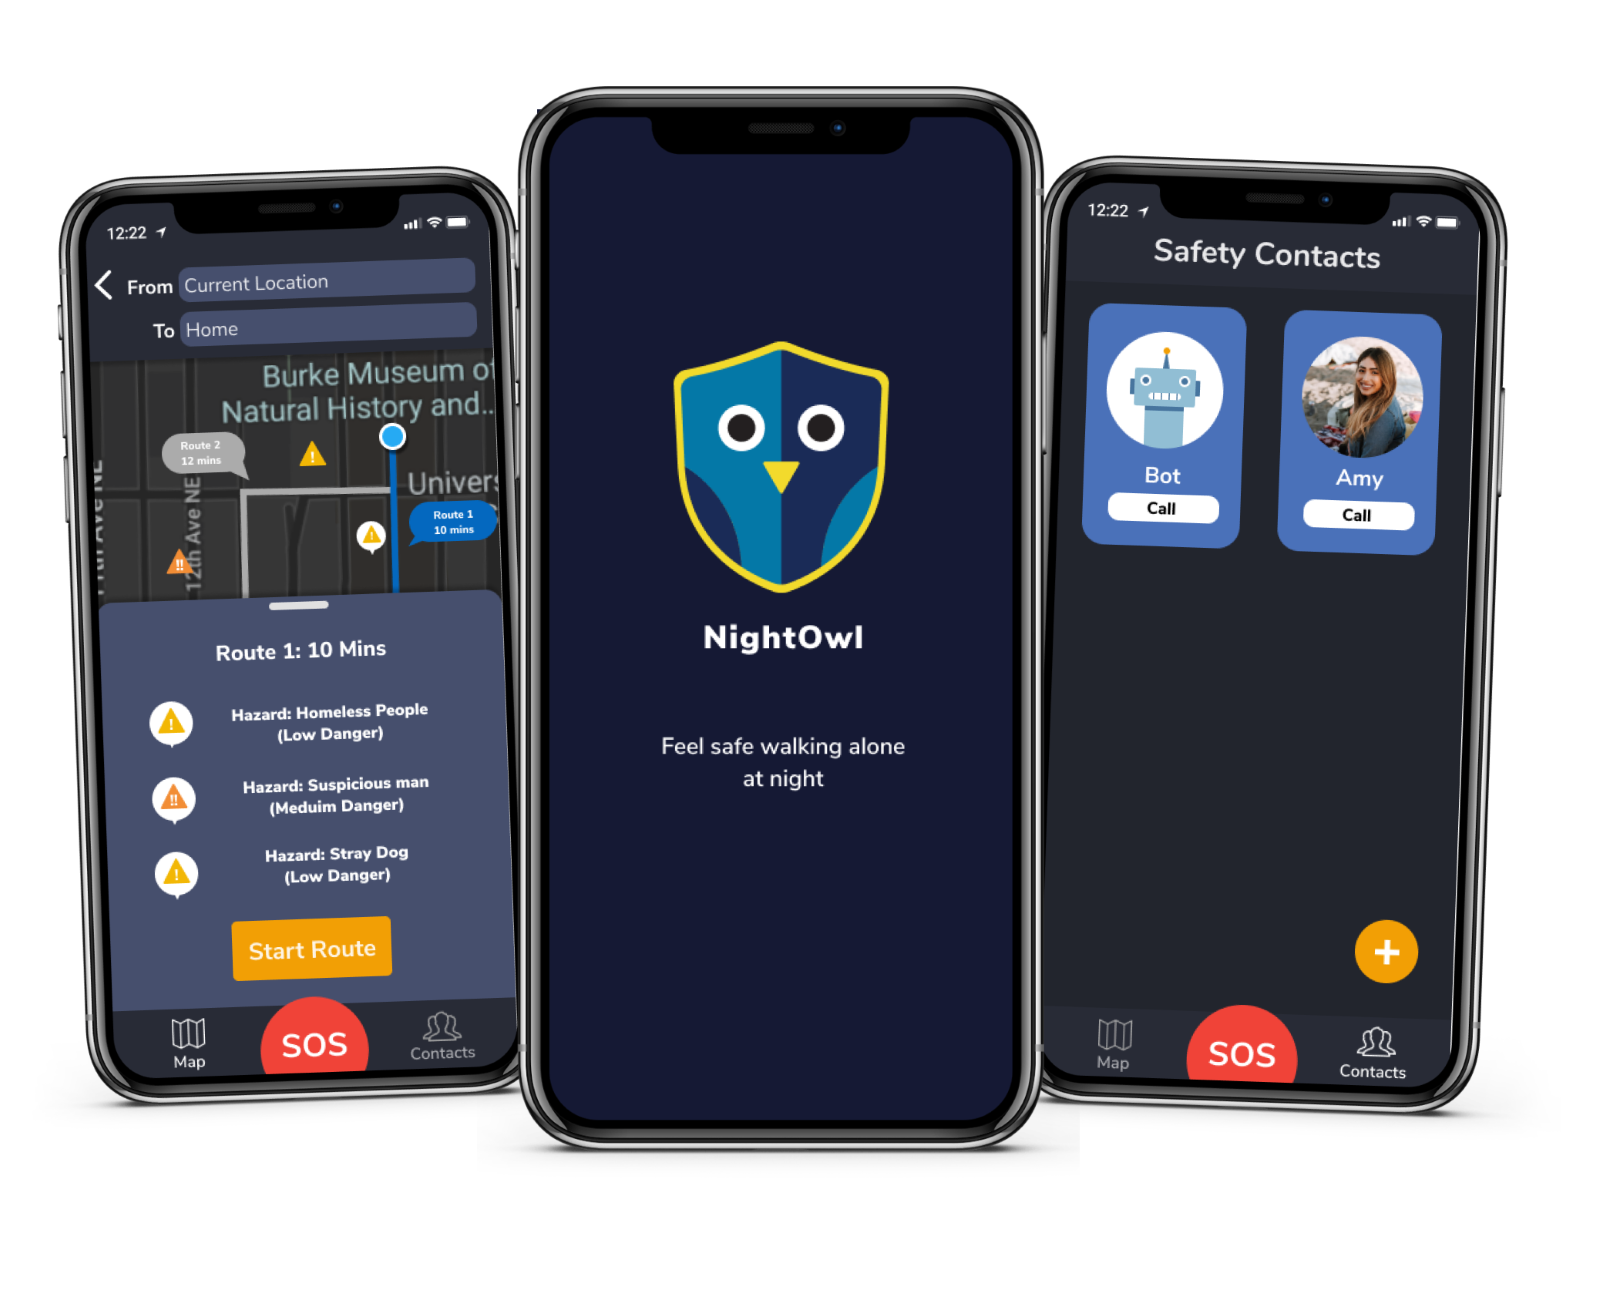 12:22
From Current Location
To Home
Burke Museum of
Natural History and..
Route 2
12 mins
Univers
Route 1
10 mins
12th Ave NE
Ave NE
Route 1: 10 Mins
Hazard: Homeless People
(Low Danger)
Hazard: Suspicious man
(Meduim Danger)
Hazard: Stray Dog
(Low Danger)
Start Route
Map
SOS
Contacts
NightOwl
Feel safe walking alone
at night
12:22
Safety Contacts
Bot
Call
Amy
Call
+
Map
SOS
Contacts